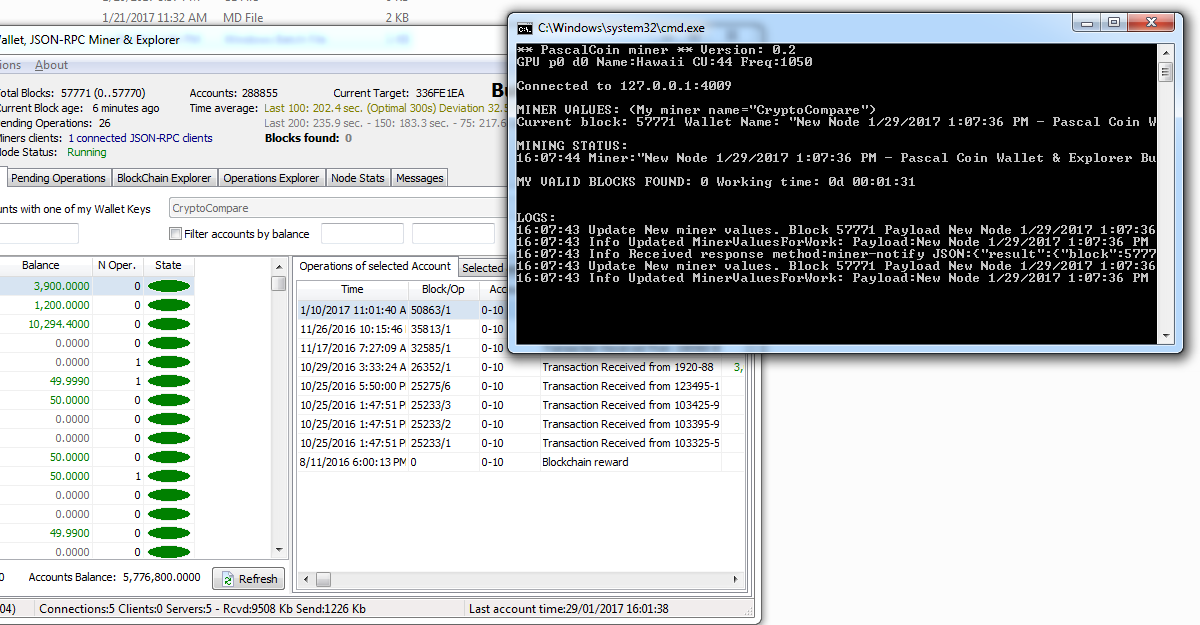 1/21/2017 11:32 AM MD File 2 KB
allet, JSON-RPC Miner & Explorer
ions About
otal Blocks: 57771 (0..57770) Accounts: 288855 Current Target: 336FE1EA Bu
Current Block age: 6 minutes ago Time average: Last 100: 202.4 sec. (Optimal 300s) Deviation 32.5
ending Operations: 26 Last 200: 235.9 sec. - 150: 183.3 sec. - 75: 217.6
Miners clients: 1 connected JSON-RPC clients Blocks found: 0
Node Status: Running
Pending Operations BlockChain Explorer Operations Explorer Node Stats Messages
unts with one of my Wallet Keys CryptoCompare
Filter accounts by balance
Balance N Oper. State
3,900.0000 0
1,200.0000 0
10,294.4000 0
0.0000 0
0.0000 1
49.9990 1
50.0000 0
0.0000 0
0.0000 0
50.0000 0
50.0000 1
0.0000 0
0.0000 0
49.9900 0
0.0000 0
0 Accounts Balance: 5,776,800.0000 Refresh
Operations of selected Account Selected
Time Block/Op Acc
1/10/2017 11:01:40 A 50863/1 0-10
11/26/2016 10:15:46 35813/1 0-10
11/17/2016 7:27:09 A 32585/1 0-10
10/29/2016 3:33:24 A 26352/1 0-10 Transaction Received from 1920-88 3,
10/25/2016 5:50:00 P 25275/6 0-10 Transaction Received from 123495-1
10/25/2016 1:47:51 P 25233/3 0-10 Transaction Received from 103425-9
10/25/2016 1:47:51 P 25233/2 0-10 Transaction Received from 103395-9
10/25/2016 1:47:51 P 25233/1 0-10 Transaction Received from 103325-5
8/11/2016 6:00:13 PM 0 0-10 Blockchain reward
04) Connections:5 Clients:0 Servers:5 - Rcvd:9508 Kb Send:1226 Kb Last account time:29/01/2017 16:01:38
C:\Windows\system32\cmd.exe
** PascalCoin miner ** Version: 0.2
GPU p0 d0 Name:Hawaii CU:44 Freq:1050
Connected to 127.0.0.1:4009
MINER VALUES: (My miner name="CryptoCompare")
Current block: 57771 Wallet Name: "New Node 1/29/2017 1:07:36 PM - Pascal Coin W
MINING STATUS:
16:07:44 Miner:"New Node 1/29/2017 1:07:36 PM - Pascal Coin Wallet & Explorer Bu
MY VALID BLOCKS FOUND: 0 Working time: 0d 00:01:31
LOGS:
16:07:43 Update New miner values. Block 57771 Payload New Node 1/29/2017 1:07:36
16:07:43 Info Updated MinerValuesForWork: Payload:New Node 1/29/2017 1:07:36 PM
16:07:43 Info Received response method:miner-notify JSON:{"result":{"block":5777
16:07:43 Update New miner values. Block 57771 Payload New Node 1/29/2017 1:07:36
16:07:43 Info Updated MinerValuesForWork: Payload:New Node 1/29/2017 1:07:36 PM